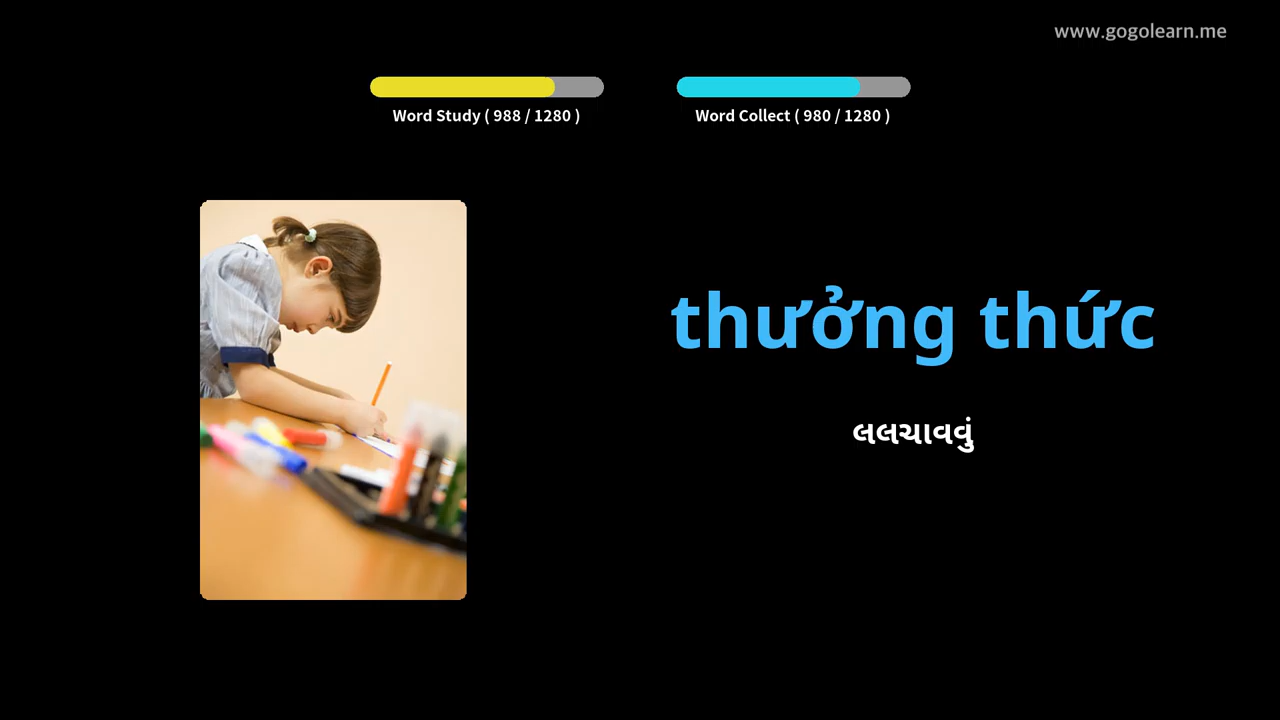 www.gogolearn.me
Word Study ( 988 / 1280 )
Word Collect ( 980 / 1280 )
thưởng thức
લલચાવવું